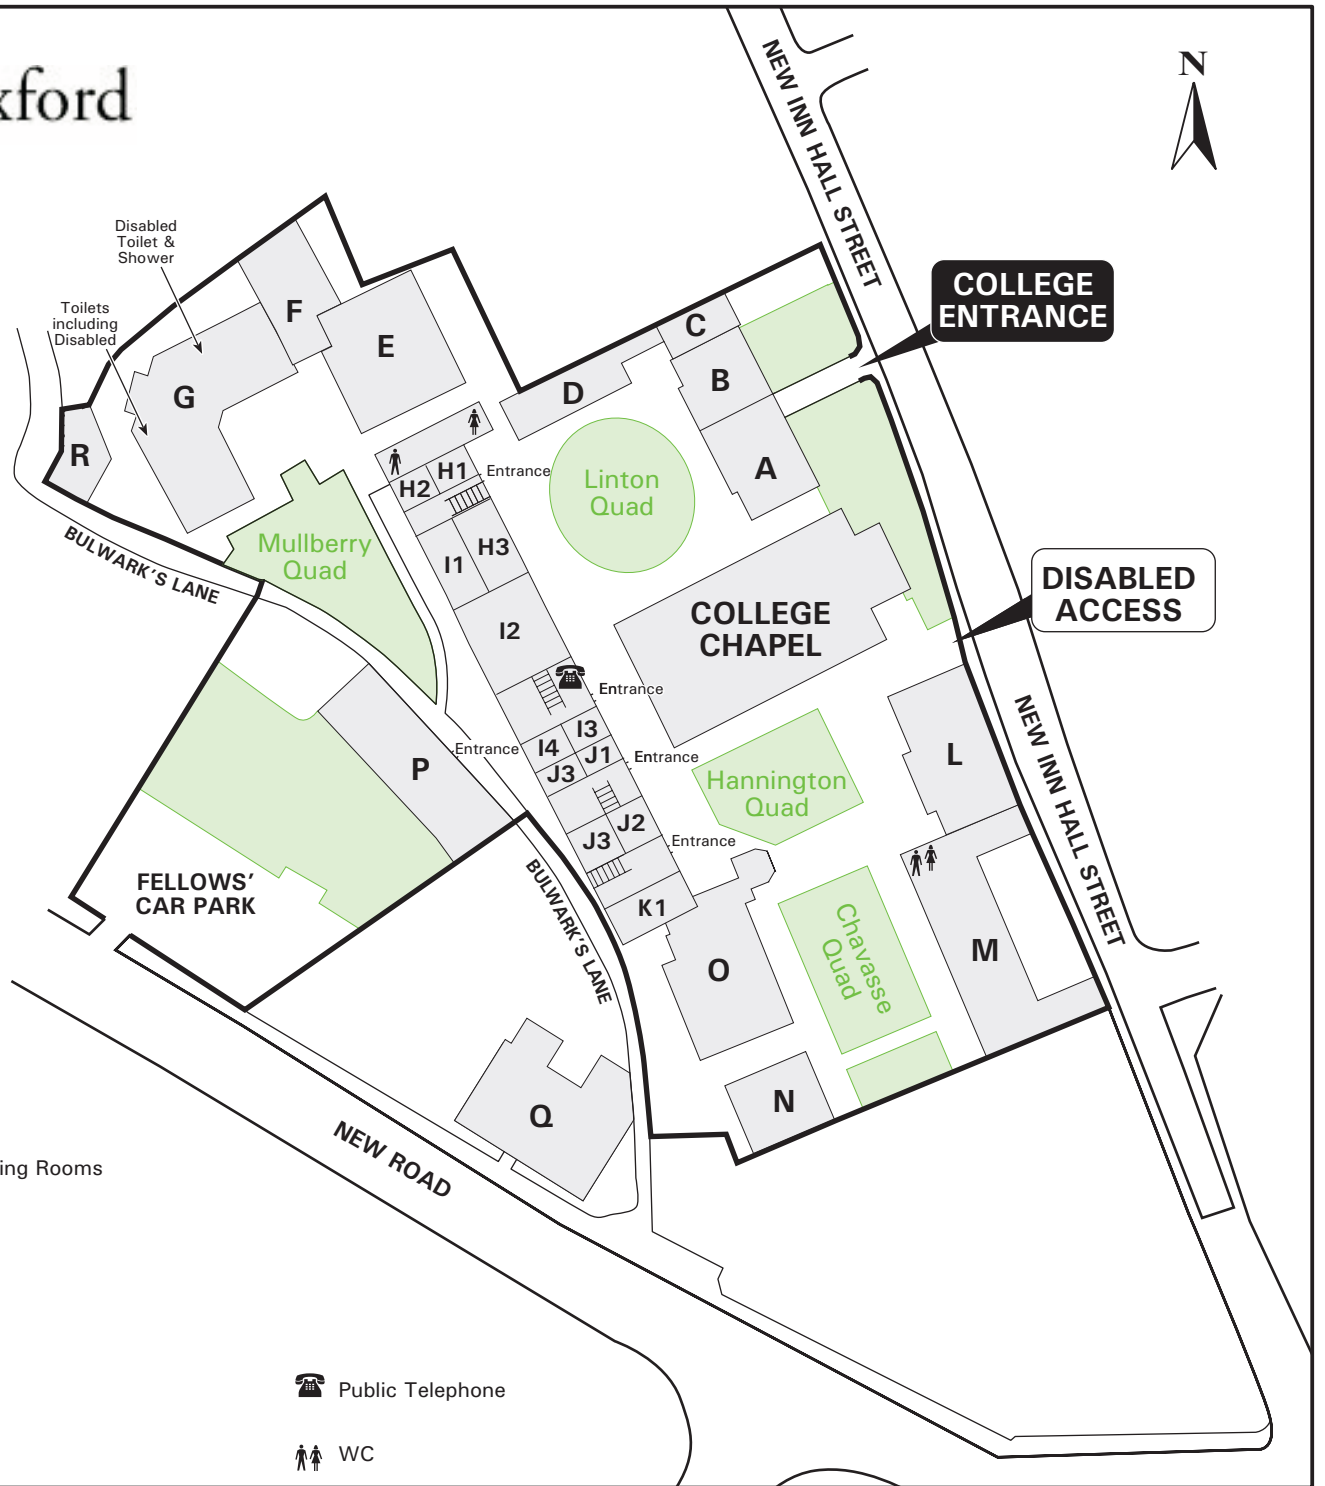 xford
N
NEW INN HALL STREET
COLLEGE
ENTRANCE
Disabled
Toilet &
Shower
Toilets
including
Disabled
F
E
G
R
C
B
D
A
H1
Entrance
H2
Linton
Quad
H3
I1
Mullberry
Quad
BULWARK'S LANE
I2
COLLEGE
CHAPEL
DISABLED
ACCESS
Entrance
I3
I4
J1
J3
Entrance
Entrance
P
L
NEW INN HALL STREET
Hannington
Quad
J2
J3
Entrance
FELLOWS'
CAR PARK
BULWARK'S LANE
K1
O
Chavasse
Quad
M
N
Q
NEW ROAD
ing Rooms
Public Telephone
WC